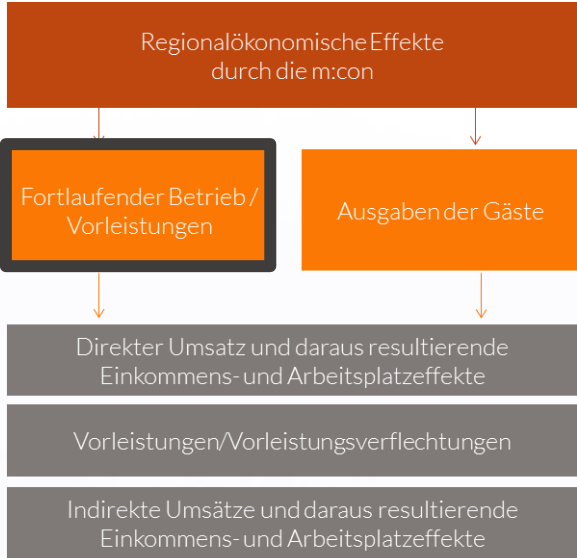 Regionalökonomische Effekte
durch die m:con
Fortlaufender Betrieb /
Vorleistungen
Ausgaben der Gäste
Direkter Umsatz und daraus resultierende
Einkommens- und Arbeitsplatzeffekte
Vorleistungen/Vorleistungsverflechtungen
Indirekte Umsätze und daraus resultierende
Einkommens- und Arbeitsplatzeffekte